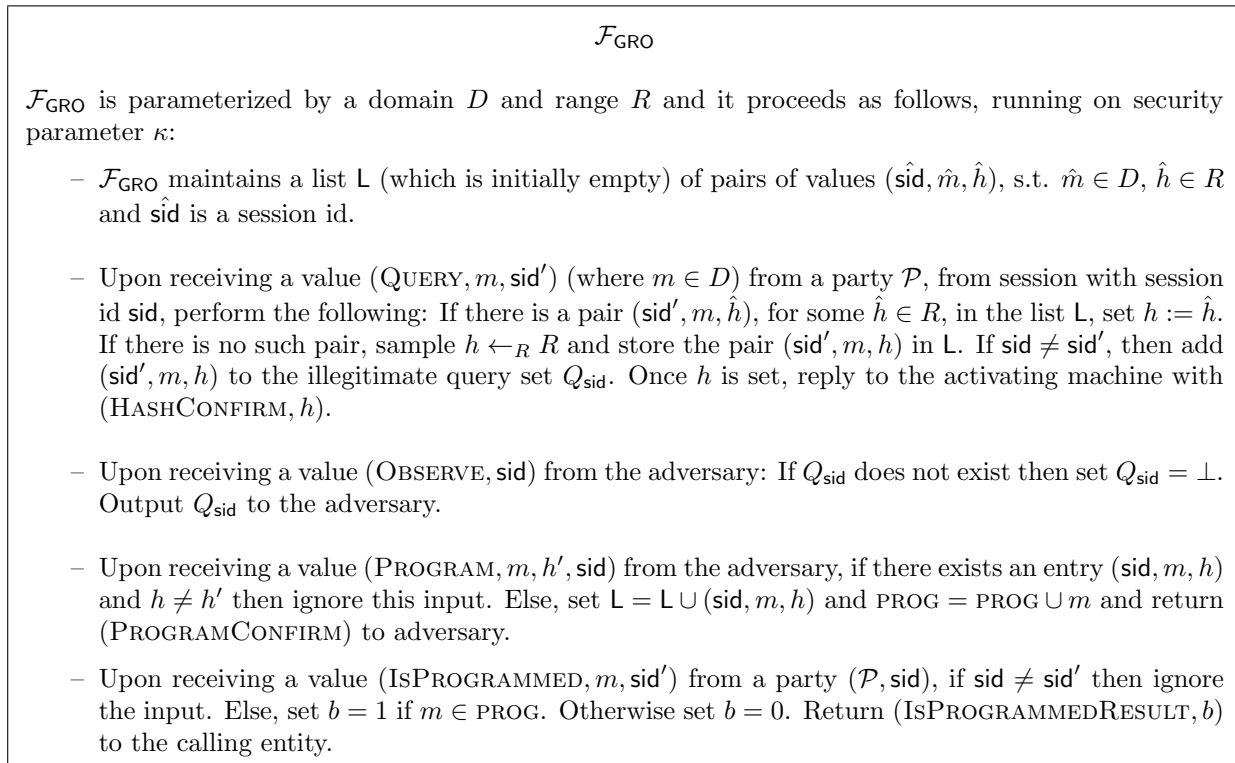 𝓕_GRO
𝓕_GRO is parameterized by a domain D and range R and it proceeds as follows, running on security
parameter κ:
– 𝓕_GRO maintains a list L (which is initially empty) of pairs of values (ŝid, m̂, ĥ), s.t. m̂ ∈ D, ĥ ∈ R
and ŝid is a session id.
– Upon receiving a value (QUERY, m, sid′) (where m ∈ D) from a party 𝒫, from session with session
id sid, perform the following: If there is a pair (sid′, m, ĥ), for some ĥ ∈ R, in the list L, set h := ĥ.
If there is no such pair, sample h ←_R R and store the pair (sid′, m, h) in L. If sid ≠ sid′, then add
(sid′, m, h) to the illegitimate query set Q_sid. Once h is set, reply to the activating machine with
(HASHCONFIRM, h).
– Upon receiving a value (OBSERVE, sid) from the adversary: If Q_sid does not exist then set Q_sid = ⊥.
Output Q_sid to the adversary.
– Upon receiving a value (PROGRAM, m, h′, sid) from the adversary, if there exists an entry (sid, m, h)
and h ≠ h′ then ignore this input. Else, set L = L ∪ (sid, m, h) and PROG = PROG ∪ m and return
(PROGRAMCONFIRM) to adversary.
– Upon receiving a value (ISPROGRAMMED, m, sid′) from a party (𝒫, sid), if sid ≠ sid′ then ignore
the input. Else, set b = 1 if m ∈ PROG. Otherwise set b = 0. Return (ISPROGRAMMEDRESULT, b)
to the calling entity.